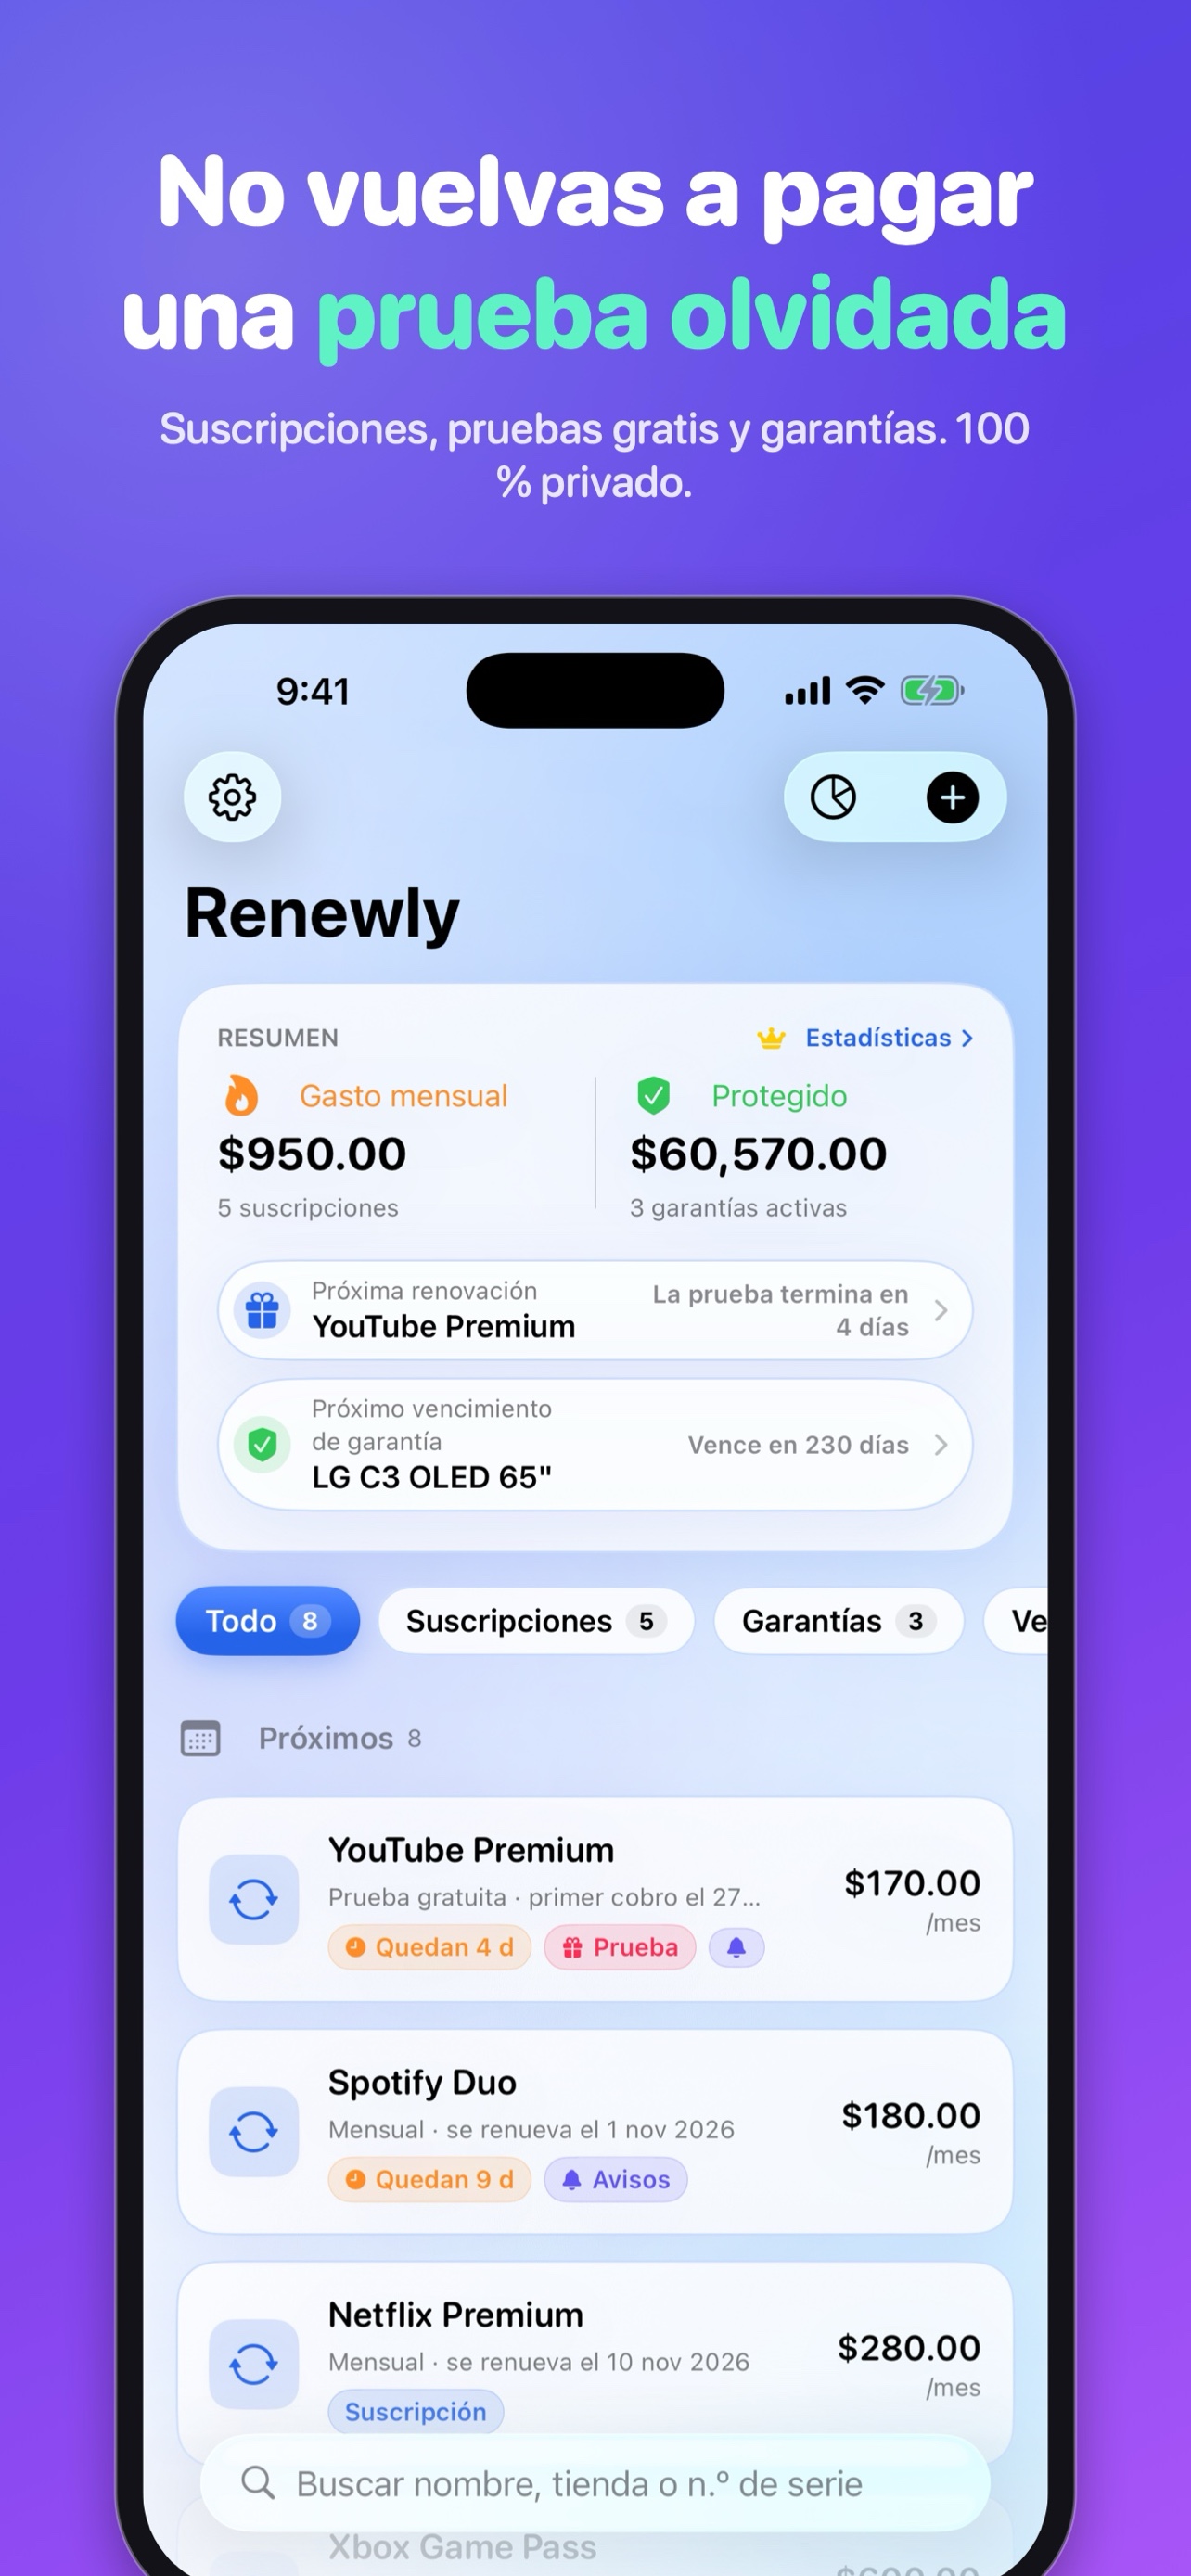 No vuelvas a pagar
una prueba olvidada
Suscripciones, pruebas gratis y garantías. 100
% privado.
9:41
Renewly
RESUMEN
Estadísticas
Gasto mensual
$950.00
5 suscripciones
Protegido
$60,570.00
3 garantías activas
Próxima renovación
YouTube Premium
La prueba termina en
4 días
Próximo vencimiento
de garantía
LG C3 OLED 65"
Vence en 230 días
Todo 8
Suscripciones 5
Garantías 3
Ve
Próximos 8
YouTube Premium
Prueba gratuita · primer cobro el 27...
Quedan 4 d
Prueba
$170.00
/mes
Spotify Duo
Mensual · se renueva el 1 nov 2026
Quedan 9 d
Avisos
$180.00
/mes
Netflix Premium
Mensual · se renueva el 10 nov 2026
Suscripción
$280.00
/mes
Buscar nombre, tienda o n.º de serie
Xbox Game Pass